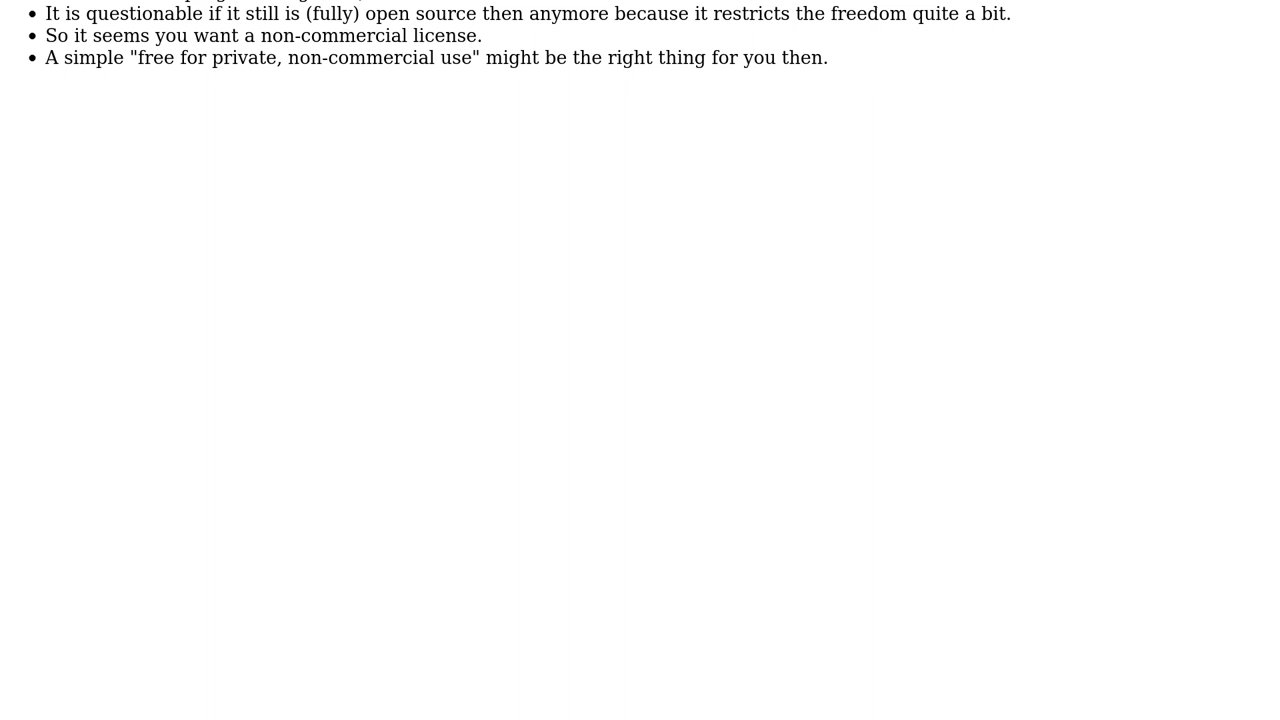 It is questionable if it still is (fully) open source then anymore because it restricts the freedom quite a bit.
So it seems you want a non-commercial license.
A simple "free for private, non-commercial use" might be the right thing for you then.